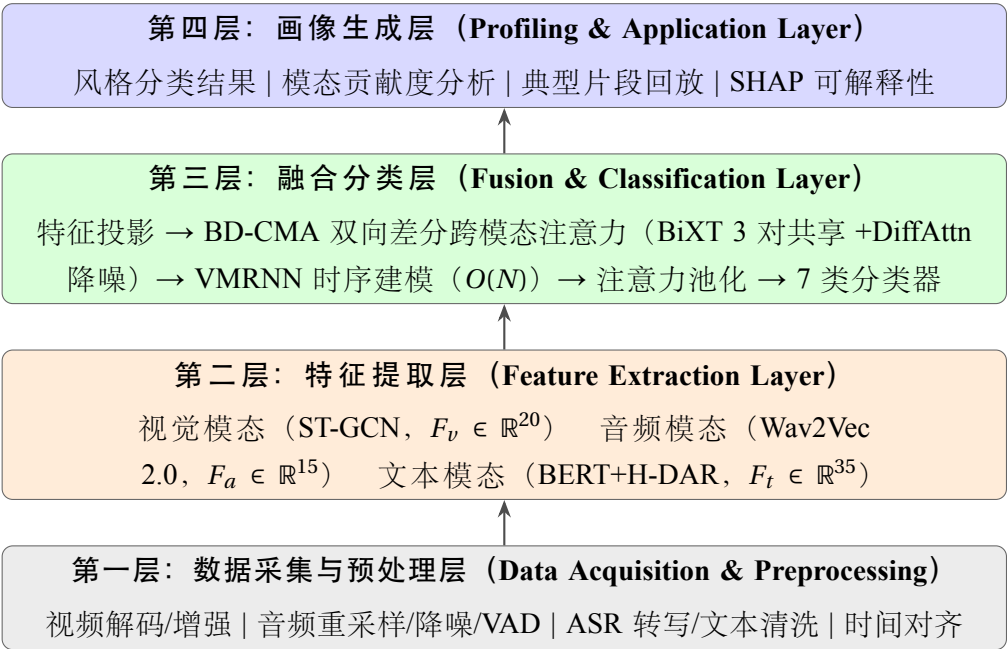 第四层：画像生成层（Profiling & Application Layer）
风格分类结果 | 模态贡献度分析 | 典型片段回放 | SHAP 可解释性
第三层：融合分类层（Fusion & Classification Layer）
特征投影 → BD-CMA 双向差分跨模态注意力（BiXT 3 对共享 +DiffAttn
降噪）→ VMRNN 时序建模（O(N)）→ 注意力池化 → 7 类分类器
第二层：特征提取层（Feature Extraction Layer）
视觉模态（ST-GCN，F_v ∈ ℝ^20） 音频模态（Wav2Vec
2.0，F_a ∈ ℝ^15） 文本模态（BERT+H-DAR，F_t ∈ ℝ^35）
第一层：数据采集与预处理层（Data Acquisition & Preprocessing）
视频解码/增强 | 音频重采样/降噪/VAD | ASR 转写/文本清洗 | 时间对齐